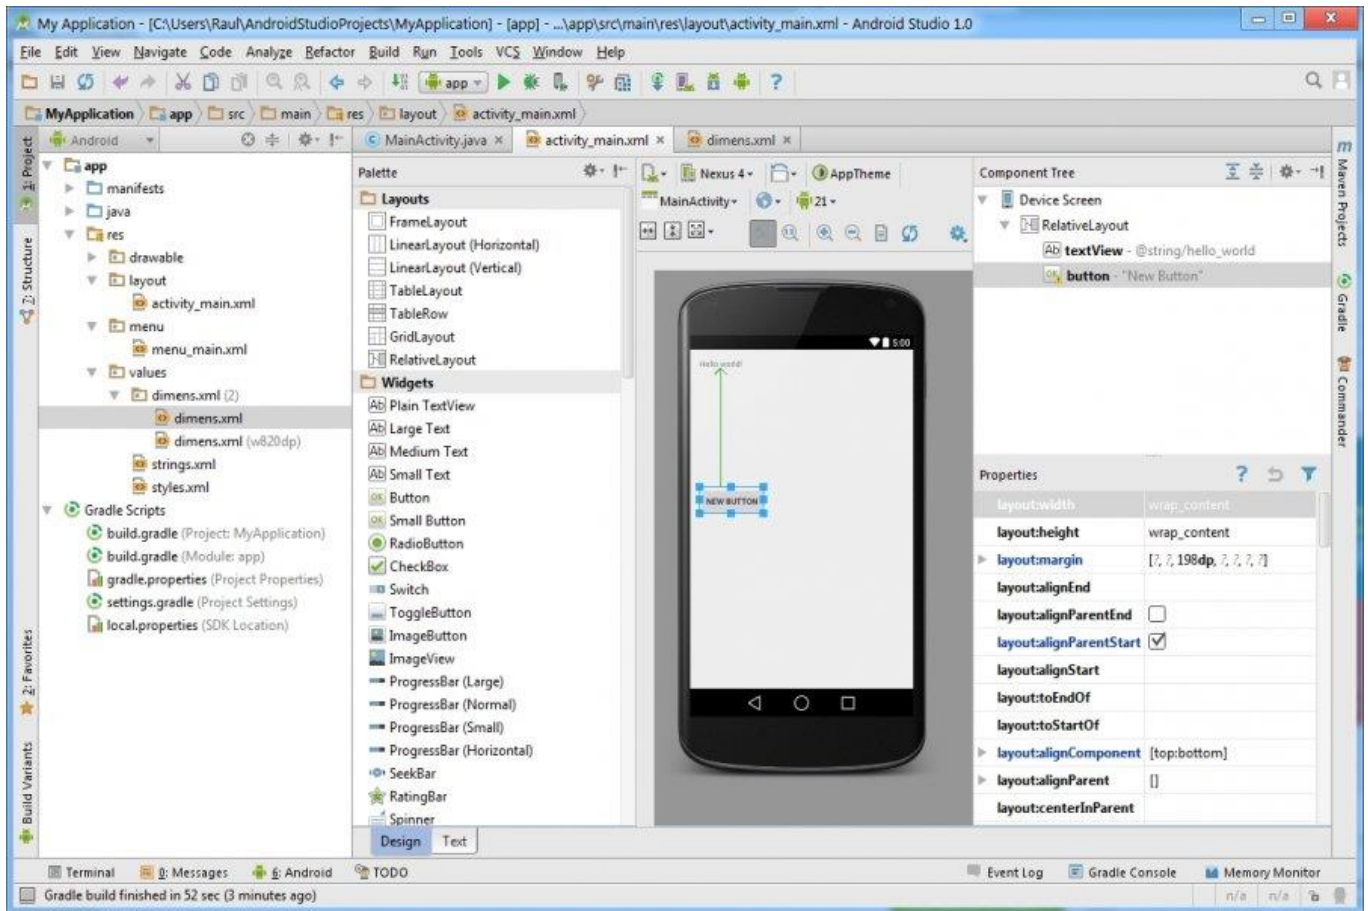 My Application - [C:\Users\Raul\AndroidStudioProjects\MyApplication] - [app] - ...\app\src\main\res\layout\activity_main.xml - Android Studio 1.0
File Edit View Navigate Code Analyze Refactor Build Run Tools VCS Window Help
app
MyApplication app src main res layout activity_main.xml
Android
MainActivity.java activity_main.xml dimens.xml
1: Project
Z: Structure
2: Favorites
Build Variants
app
manifests
java
res
drawable
layout
activity_main.xml
menu
menu_main.xml
values
dimens.xml (2)
dimens.xml
dimens.xml (w820dp)
strings.xml
styles.xml
Gradle Scripts
build.gradle (Project: MyApplication)
build.gradle (Module: app)
gradle.properties (Project Properties)
settings.gradle (Project Settings)
local.properties (SDK Location)
Palette
Layouts
FrameLayout
LinearLayout (Horizontal)
LinearLayout (Vertical)
TableLayout
TableRow
GridLayout
RelativeLayout
Widgets
Ab Plain TextView
Ab Large Text
Ab Medium Text
Ab Small Text
OK Button
OK Small Button
RadioButton
CheckBox
Switch
ToggleButton
ImageButton
ImageView
ProgressBar (Large)
ProgressBar (Normal)
ProgressBar (Small)
ProgressBar (Horizontal)
SeekBar
RatingBar
Spinner
Design Text
Nexus 4 AppTheme
MainActivity 21
5:00
Hello world!
NEW BUTTON
Component Tree
Device Screen
RelativeLayout
Ab textView - @string/hello_world
OK button - "New Button"
Properties
layout:width wrap_content
layout:height wrap_content
layout:margin [?, ?, 198dp, ?, ?, ?, ?]
layout:alignEnd
layout:alignParentEnd
layout:alignParentStart
layout:alignStart
layout:toEndOf
layout:toStartOf
layout:alignComponent [top:bottom]
layout:alignParent []
layout:centerInParent
m Maven Projects
Gradle
Commander
Terminal 0: Messages 6: Android TODO Event Log Gradle Console Memory Monitor
Gradle build finished in 52 sec (3 minutes ago) n/a n/a